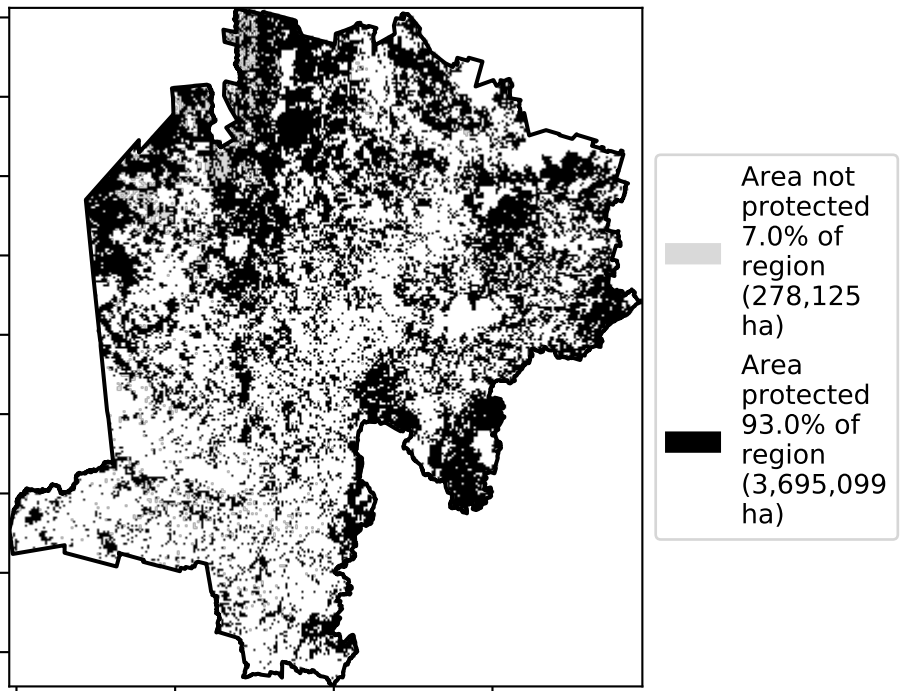 Area not
protected
7.0% of
region
(278,125
ha)
Area
protected
93.0% of
region
(3,695,099
ha)